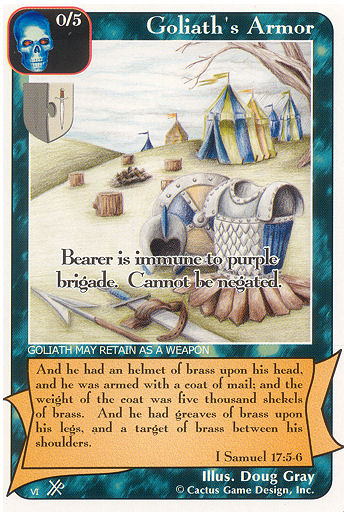 0/5 Goliath's Armor
Bearer is immune to purple
brigade. Cannot be negated.
GOLIATH MAY RETAIN AS A WEAPON
And he had an helmet of brass upon his head,
and he was armed with a coat of mail; and the
weight of the coat was five thousand shekels
of brass. And he had greaves of brass upon
his legs, and a target of brass between his
shoulders.
I Samuel 17:5-6
Illus. Doug Gray
VI © Cactus Game Design, Inc.